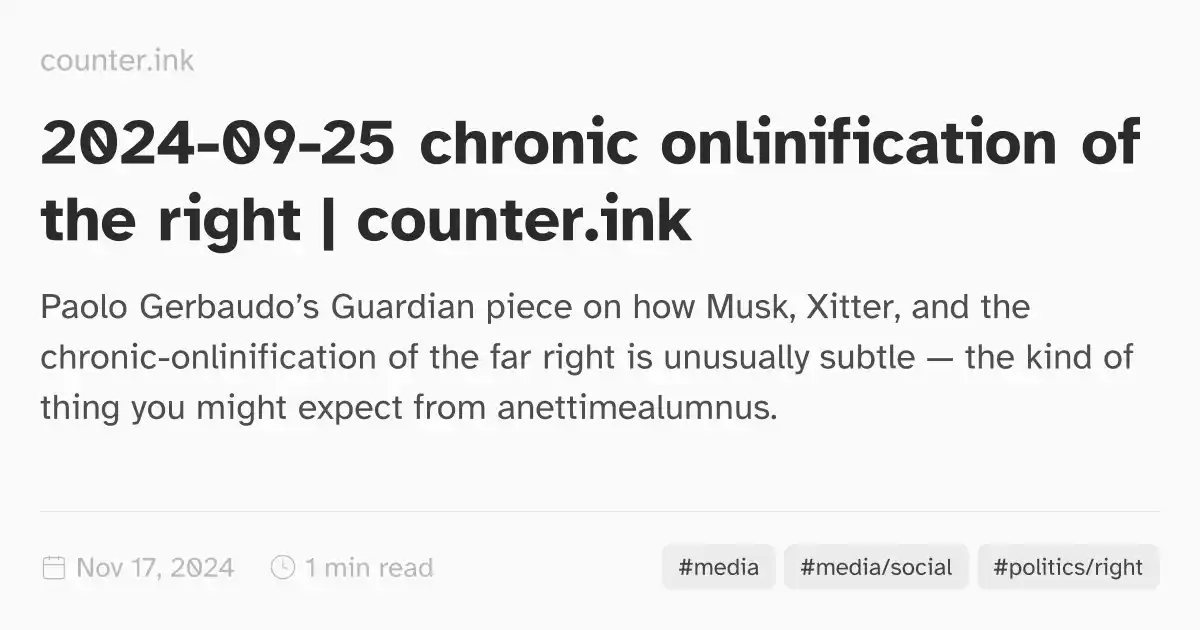 counter.ink
2024-09-25 chronic onlinification of
the right | counter.ink
Paolo Gerbaudo’s Guardian piece on how Musk, Xitter, and the
chronic-onlinification of the far right is unusually subtle — the kind of
thing you might expect from anettimealumnus.
Nov 17, 2024 1 min read #media #media/social #politics/right